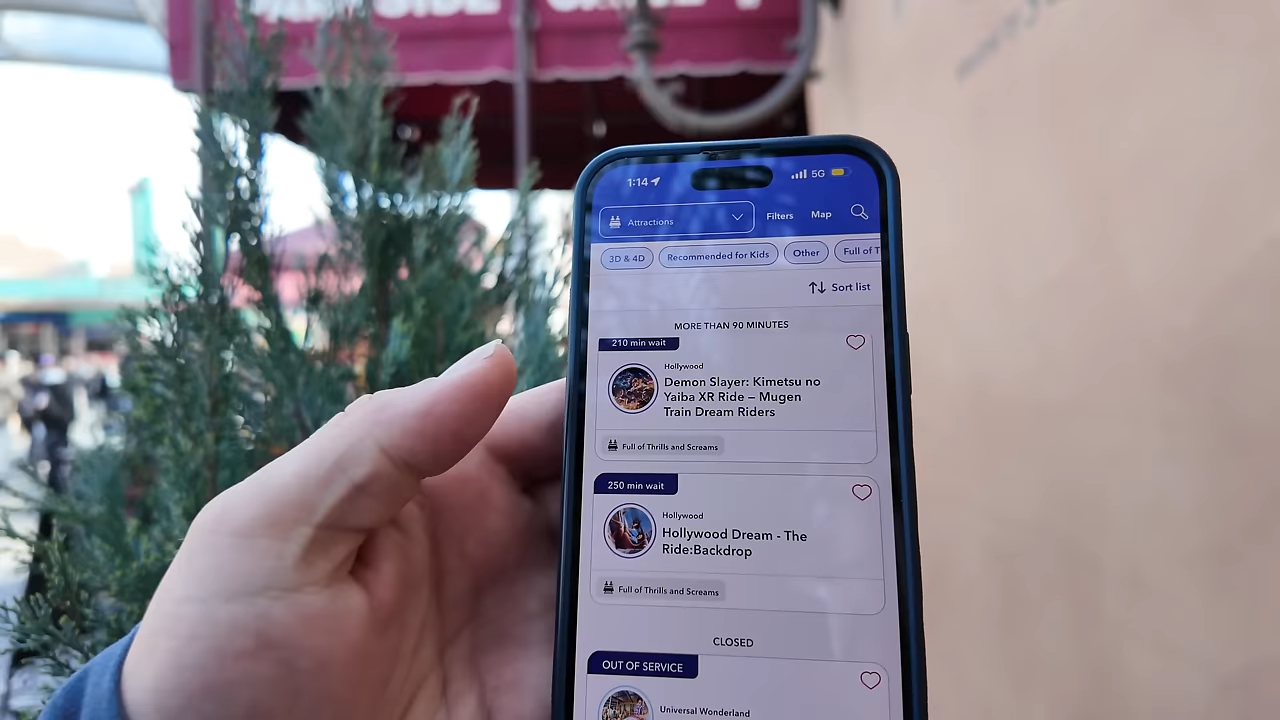 1:14
5G
Attractions
Filters
Map
3D & 4D
Recommended for Kids
Other
Full of T
Sort list
MORE THAN 90 MINUTES
210 min wait
Hollywood
Demon Slayer: Kimetsu no
Yaiba XR Ride – Mugen
Train Dream Riders
Full of Thrills and Screams
250 min wait
Hollywood
Hollywood Dream - The
Ride:Backdrop
Full of Thrills and Screams
CLOSED
OUT OF SERVICE
Universal Wonderland